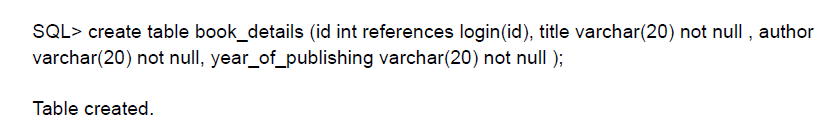 SQL> create table book_details (id int references login(id), title varchar(20) not null , author
varchar(20) not null, year_of_publishing varchar(20) not null );
Table created.